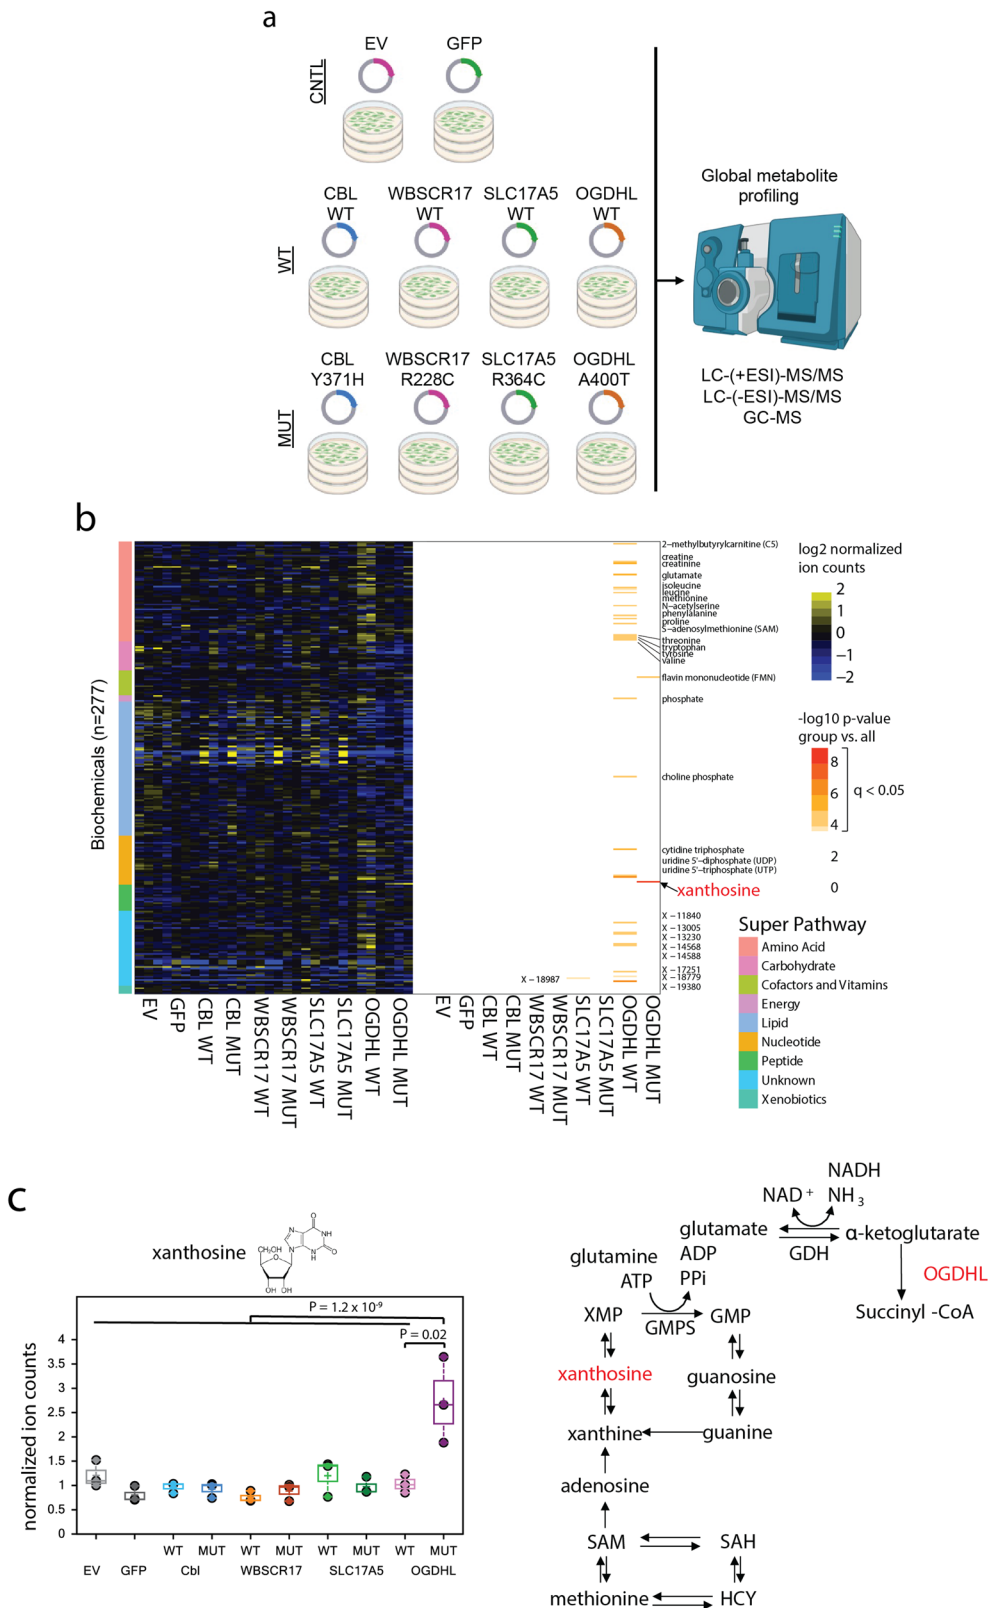 a
EV
GFP
CNTL
CBL
WT
WBSCR17
WT
SLC17A5
WT
OGDHL
WT
WT
CBL
Y371H
WBSCR17
R228C
SLC17A5
R364C
OGDHL
A400T
MUT
Global metabolite
profiling
LC-(+ESI)-MS/MS
LC-(-ESI)-MS/MS
GC-MS
b
Biochemicals (n=277)
2−methylbutyrylcarnitine (C5)
creatine
creatinine
glutamate
isoleucine
leucine
methionine
N−acetylserine
phenylalanine
proline
S−adenosylmethionine (SAM)
threonine
tryptophan
tyrosine
valine
flavin mononucleotide (FMN)
phosphate
choline phosphate
cytidine triphosphate
uridine 5'−diphosphate (UDP)
uridine 5'−triphosphate (UTP)
xanthosine
X − 11840
X − 13005
X − 13230
X − 14568
X − 14588
X − 17251
X − 18779
X − 18987
X − 19380
EV
GFP
CBL WT
CBL MUT
WBSCR17 WT
WBSCR17 MUT
SLC17A5 WT
SLC17A5 MUT
OGDHL WT
OGDHL MUT
EV
GFP
CBL WT
CBL MUT
WBSCR17 WT
WBSCR17 MUT
SLC17A5 WT
SLC17A5 MUT
OGDHL WT
OGDHL MUT
log2 normalized
ion counts
2
1
0
−1
−2
-log10 p-value
group vs. all
8
6
4
2
0
q < 0.05
Super Pathway
Amino Acid
Carbohydrate
Cofactors and Vitamins
Energy
Lipid
Nucleotide
Peptide
Unknown
Xenobiotics
c
xanthosine
CH₂OH
O
OH OH
N
N
O
NH
N
H
O
P = 1.2 x 10⁻⁹
P = 0.02
normalized ion counts
4
3.5
3
2.5
2
1.5
1
0.5
0
WT MUT WT MUT WT MUT WT MUT
EV GFP Cbl WBSCR17 SLC17A5 OGDHL
NADH
NAD⁺ NH₃
glutamate
α-ketoglutarate
GDH
OGDHL
Succinyl -CoA
glutamine
ADP
ATP
PPi
XMP
GMP
GMPS
xanthosine
guanosine
xanthine
guanine
adenosine
SAM
SAH
methionine
HCY